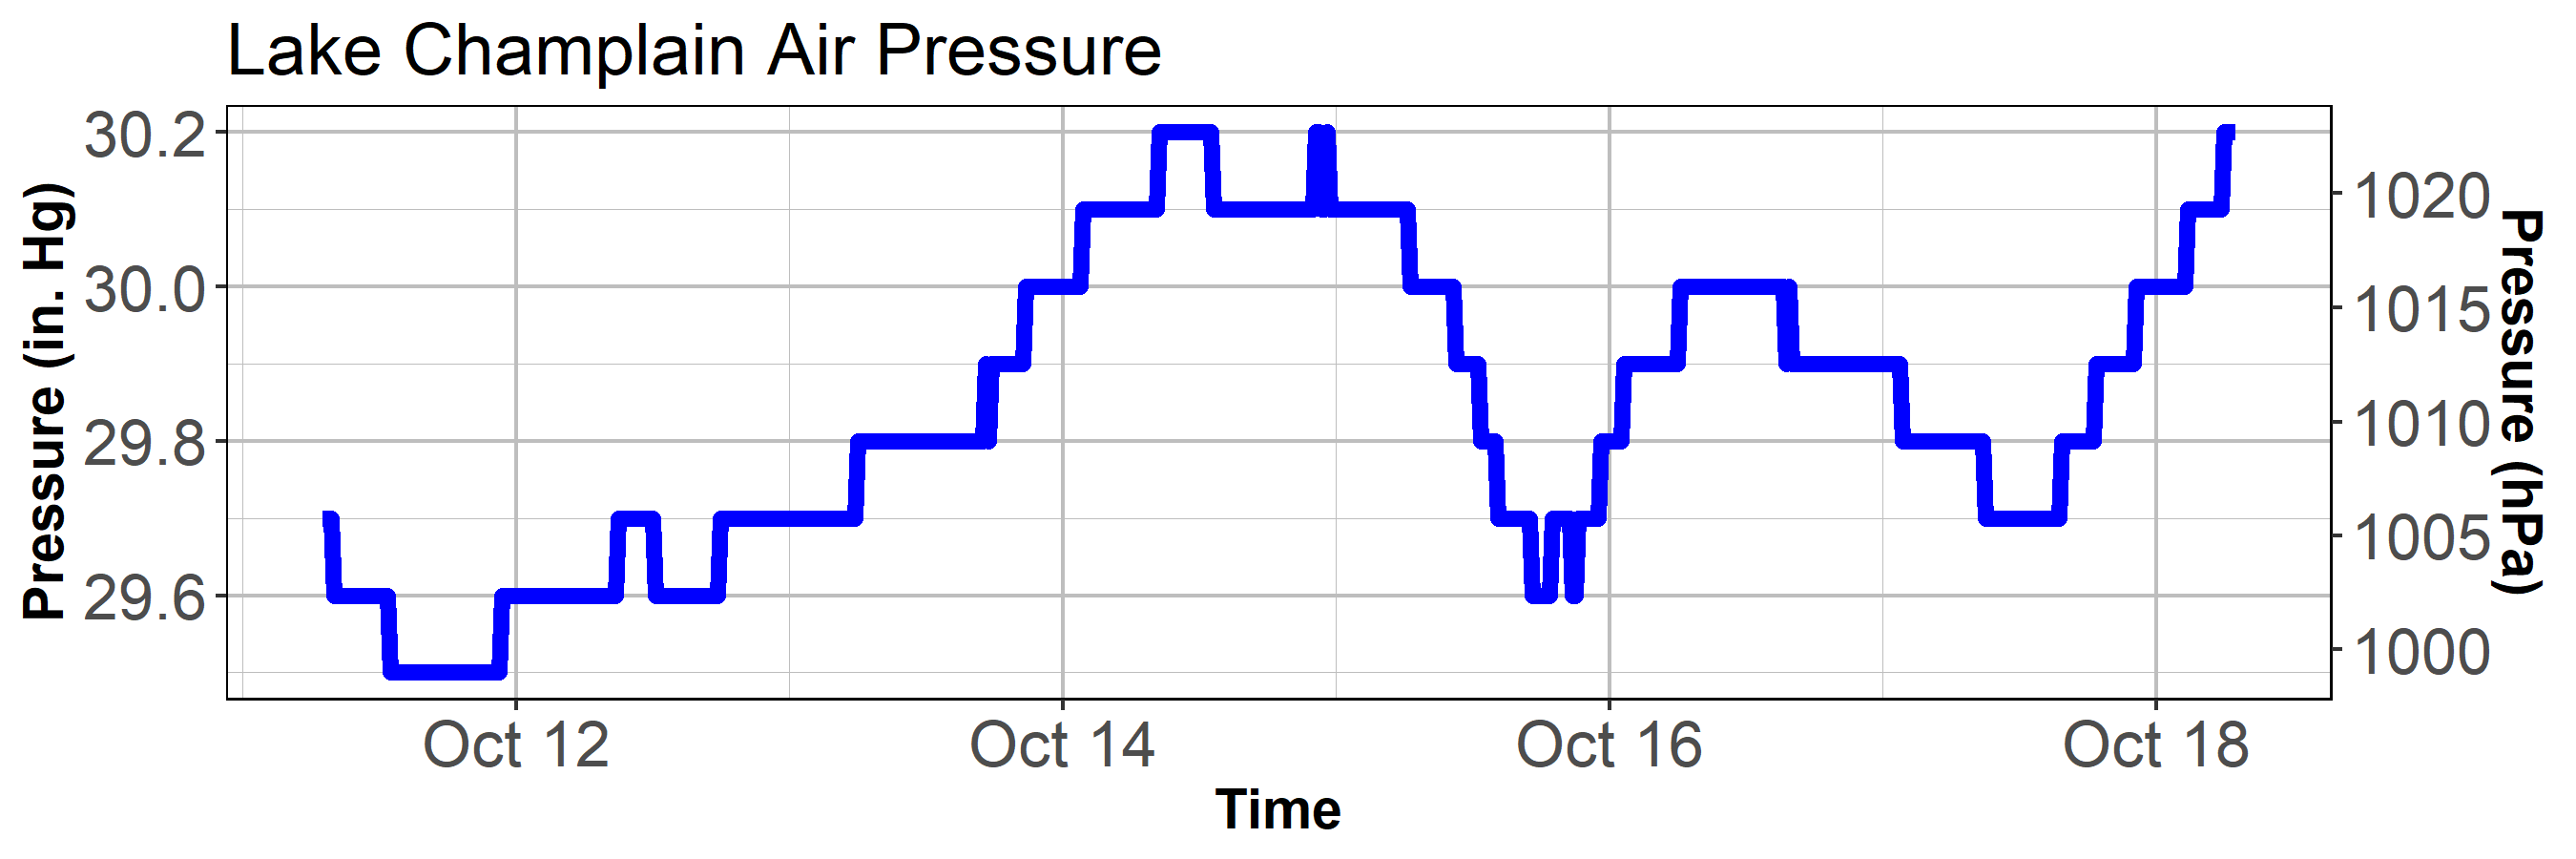 Lake Champlain Air Pressure
Pressure (in. Hg)
30.2
30.0
29.8
29.6
1020
1015
1010
1005
1000
Pressure (hPa)
Oct 12 Oct 14 Oct 16 Oct 18
Time